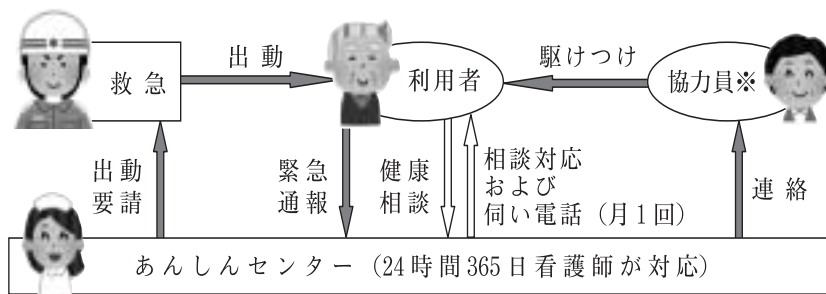 出動
駆けつけ
救急
利用者
協力員※
出動
要請
緊急
通報
健康
相談
相談対応
および
伺い電話（月1回）
連絡
あんしんセンター（24時間365日看護師が対応）